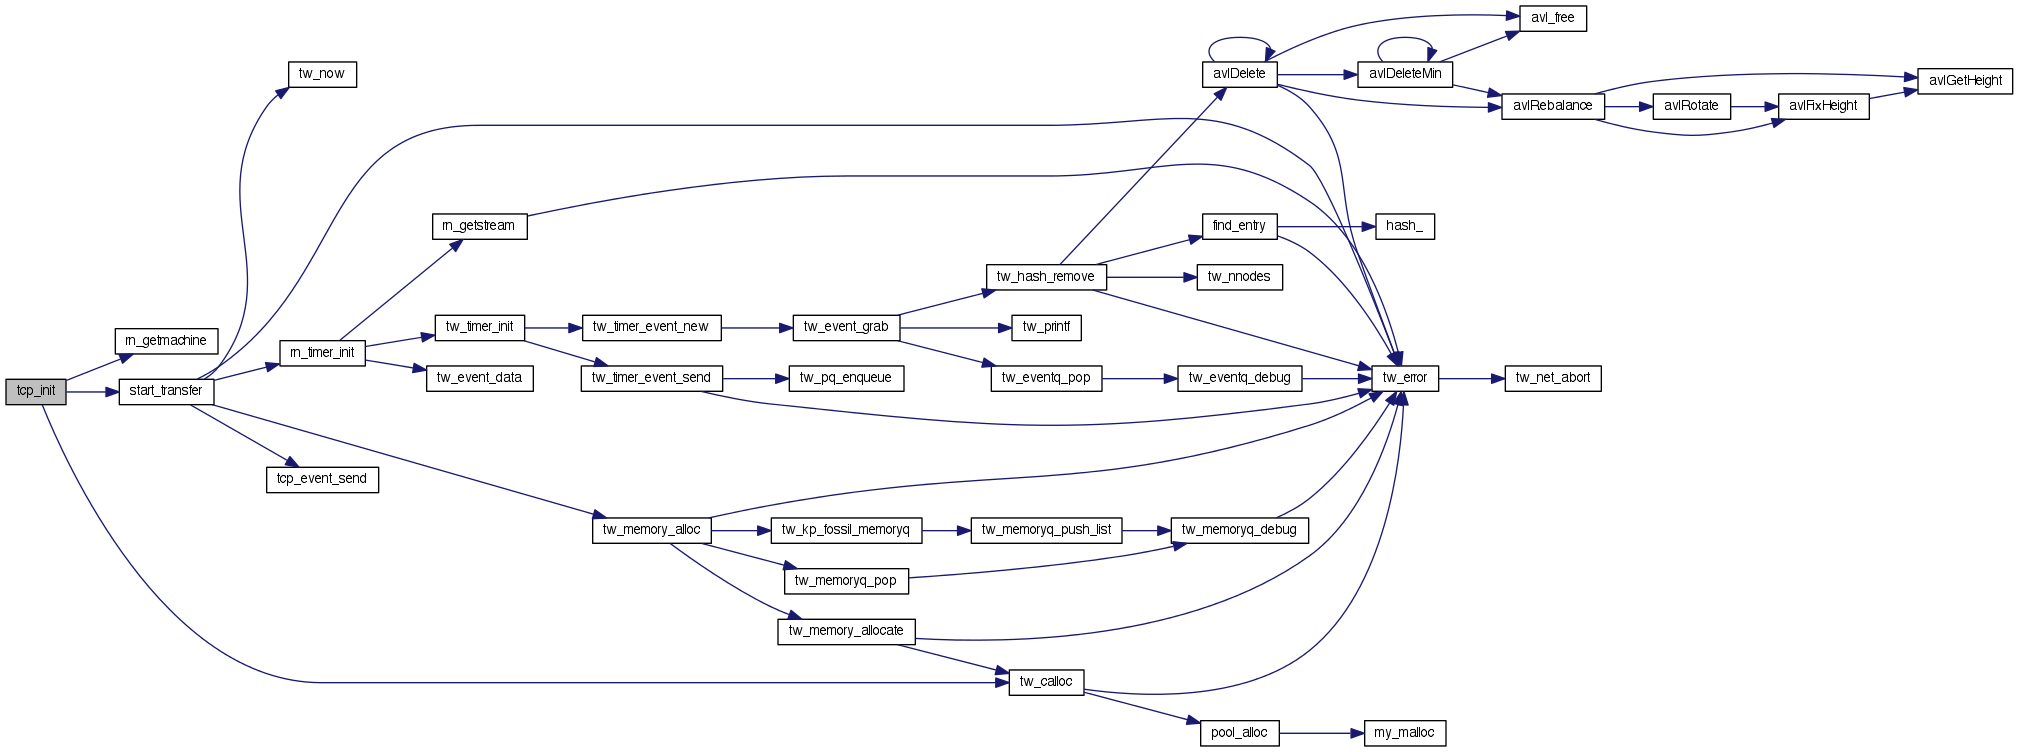 avl_free
tw_now
avlDelete
avlDeleteMin
avlGetHeight
avlRebalance
avlRotate
avlFixHeight
rn_getstream
find_entry
hash_
tw_hash_remove
tw_nnodes
rn_getmachine
tw_timer_init
tw_timer_event_new
tw_event_grab
tw_printf
rn_timer_init
tw_event_data
tw_timer_event_send
tw_pq_enqueue
tw_eventq_pop
tw_eventq_debug
tw_error
tw_net_abort
tcp_init
start_transfer
tcp_event_send
tw_memory_alloc
tw_kp_fossil_memoryq
tw_memoryq_push_list
tw_memoryq_debug
tw_memoryq_pop
tw_memory_allocate
tw_calloc
pool_alloc
my_malloc